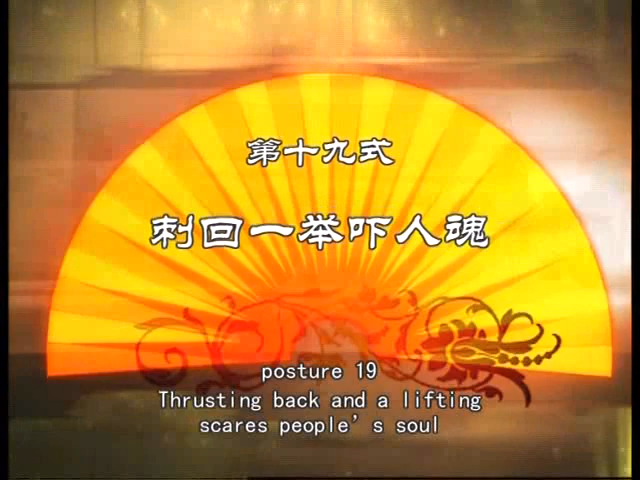 第十九式
刺回一举吓人魂
posture 19
Thrusting back and a lifting
scares people's soul